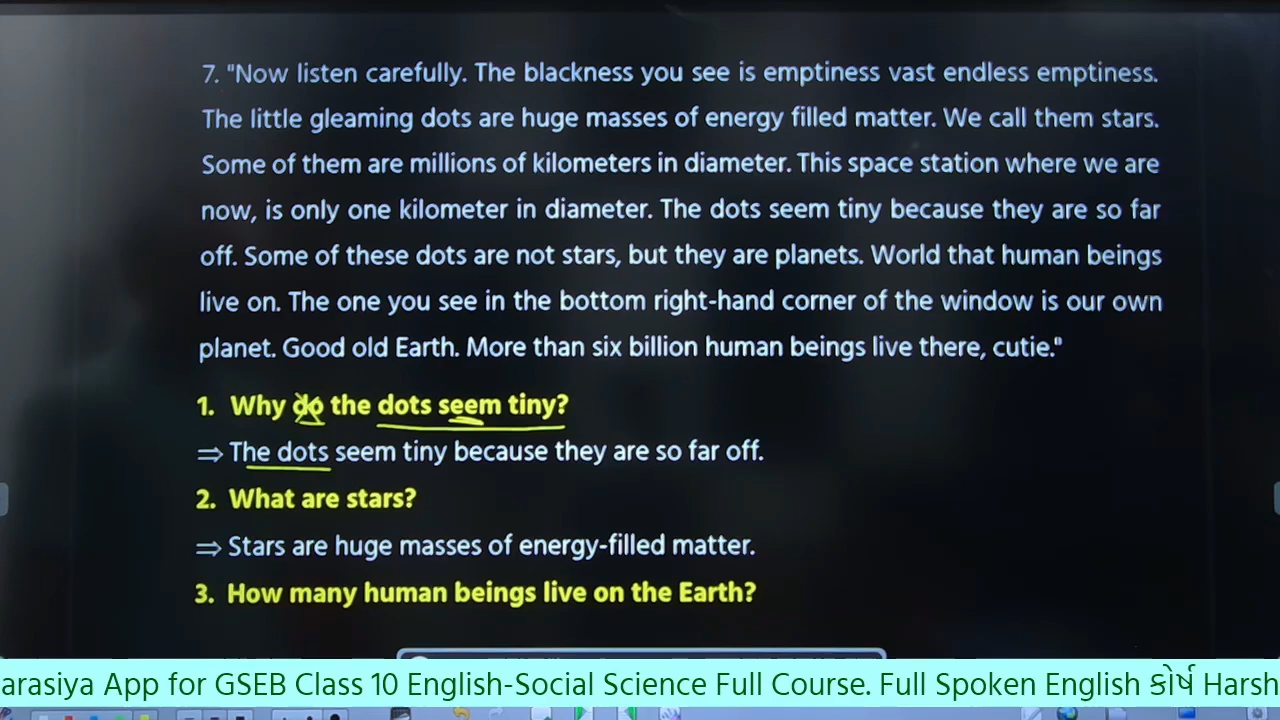 7. "Now listen carefully. The blackness you see is emptiness vast endless emptiness.
The little gleaming dots are huge masses of energy filled matter. We call them stars.
Some of them are millions of kilometers in diameter. This space station where we are
now, is only one kilometer in diameter. The dots seem tiny because they are so far
off. Some of these dots are not stars, but they are planets. World that human beings
live on. The one you see in the bottom right-hand corner of the window is our own
planet. Good old Earth. More than six billion human beings live there, cutie."
1. Why do the dots seem tiny?
⇒ The dots seem tiny because they are so far off.
2. What are stars?
⇒ Stars are huge masses of energy-filled matter.
3. How many human beings live on the Earth?
arasiya App for GSEB Class 10 English-Social Science Full Course. Full Spoken English કોર્ષ Harsh